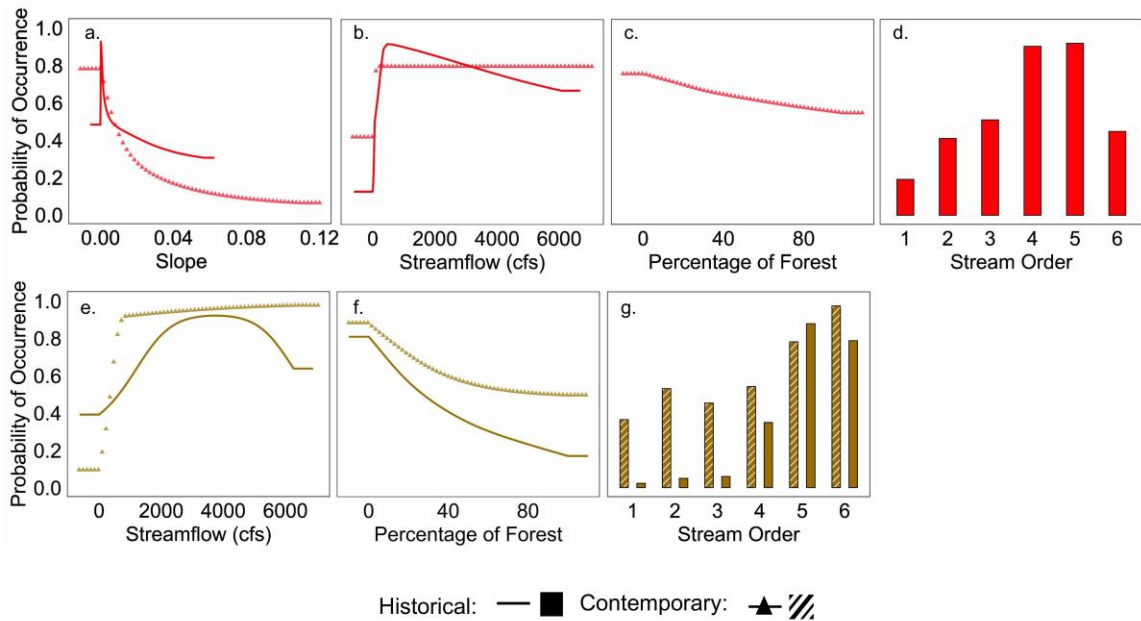 Probability of Occurrence
1.0
0.8
0.6
0.4
0.2
0.0
a.
0.00 0.04 0.08 0.12
Slope
b.
0 2000 4000 6000
Streamflow (cfs)
c.
0 40 80
Percentage of Forest
d.
1 2 3 4 5 6
Stream Order
Probability of Occurrence
1.0
0.8
0.6
0.4
0.2
0.0
e.
0 2000 4000 6000
Streamflow (cfs)
f.
0 40 80
Percentage of Forest
g.
1 2 3 4 5 6
Stream Order
Historical: Contemporary: